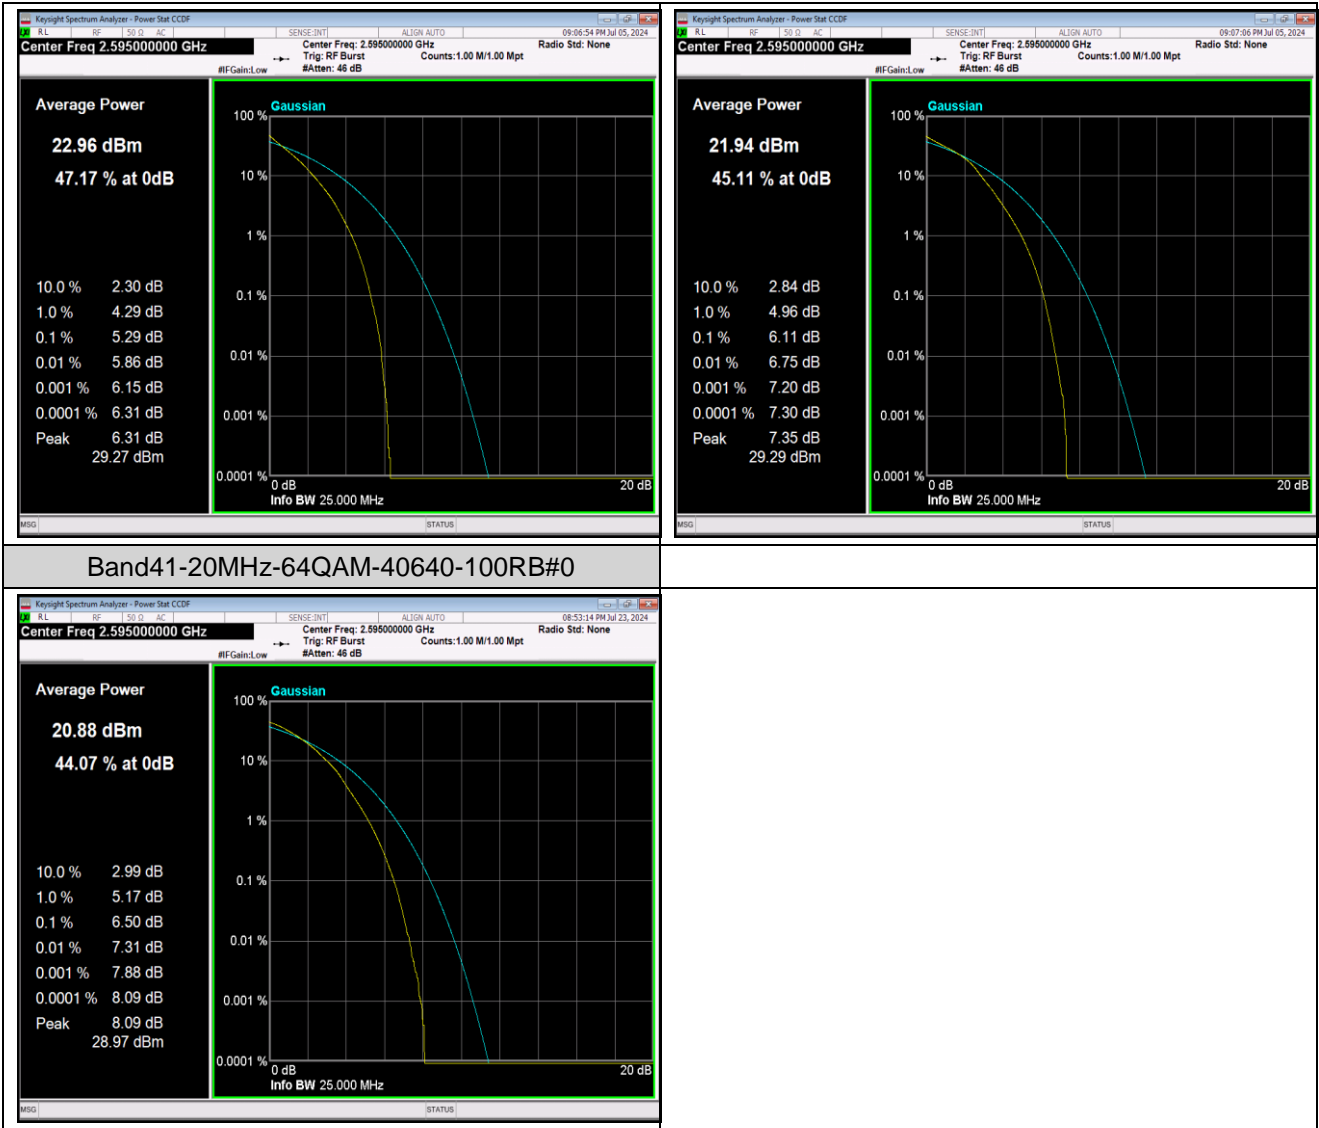 Keysight Spectrum Analyzer - Power Stat CCDF
RL RF 50 Ω AC SENSE:INT ALIGN AUTO 09:06:54 PM Jul 05, 2024
Center Freq 2.595000000 GHz Center Freq: 2.595000000 GHz Radio Std: None
Trig: RF Burst Counts:1.00 M/1.00 Mpt
#IFGain:Low #Atten: 46 dB
Average Power
22.96 dBm
47.17 % at 0dB
10.0 % 2.30 dB
1.0 % 4.29 dB
0.1 % 5.29 dB
0.01 % 5.86 dB
0.001 % 6.15 dB
0.0001 % 6.31 dB
Peak 6.31 dB
29.27 dBm
Gaussian
100 %
10 %
1 %
0.1 %
0.01 %
0.001 %
0.0001 %
0 dB 20 dB
Info BW 25.000 MHz
MSG STATUS
Keysight Spectrum Analyzer - Power Stat CCDF
RL RF 50 Ω AC SENSE:INT ALIGN AUTO 09:07:06 PM Jul 05, 2024
Center Freq 2.595000000 GHz Center Freq: 2.595000000 GHz Radio Std: None
Trig: RF Burst Counts:1.00 M/1.00 Mpt
#IFGain:Low #Atten: 46 dB
Average Power
21.94 dBm
45.11 % at 0dB
10.0 % 2.84 dB
1.0 % 4.96 dB
0.1 % 6.11 dB
0.01 % 6.75 dB
0.001 % 7.20 dB
0.0001 % 7.30 dB
Peak 7.35 dB
29.29 dBm
Gaussian
100 %
10 %
1 %
0.1 %
0.01 %
0.001 %
0.0001 %
0 dB 20 dB
Info BW 25.000 MHz
MSG STATUS
Band41-20MHz-64QAM-40640-100RB#0
Keysight Spectrum Analyzer - Power Stat CCDF
RL RF 50 Ω AC SENSE:INT ALIGN AUTO 08:53:14 PM Jul 23, 2024
Center Freq 2.595000000 GHz Center Freq: 2.595000000 GHz Radio Std: None
Trig: RF Burst Counts:1.00 M/1.00 Mpt
#IFGain:Low #Atten: 46 dB
Average Power
20.88 dBm
44.07 % at 0dB
10.0 % 2.99 dB
1.0 % 5.17 dB
0.1 % 6.50 dB
0.01 % 7.31 dB
0.001 % 7.88 dB
0.0001 % 8.09 dB
Peak 8.09 dB
28.97 dBm
Gaussian
100 %
10 %
1 %
0.1 %
0.01 %
0.001 %
0.0001 %
0 dB 20 dB
Info BW 25.000 MHz
MSG STATUS